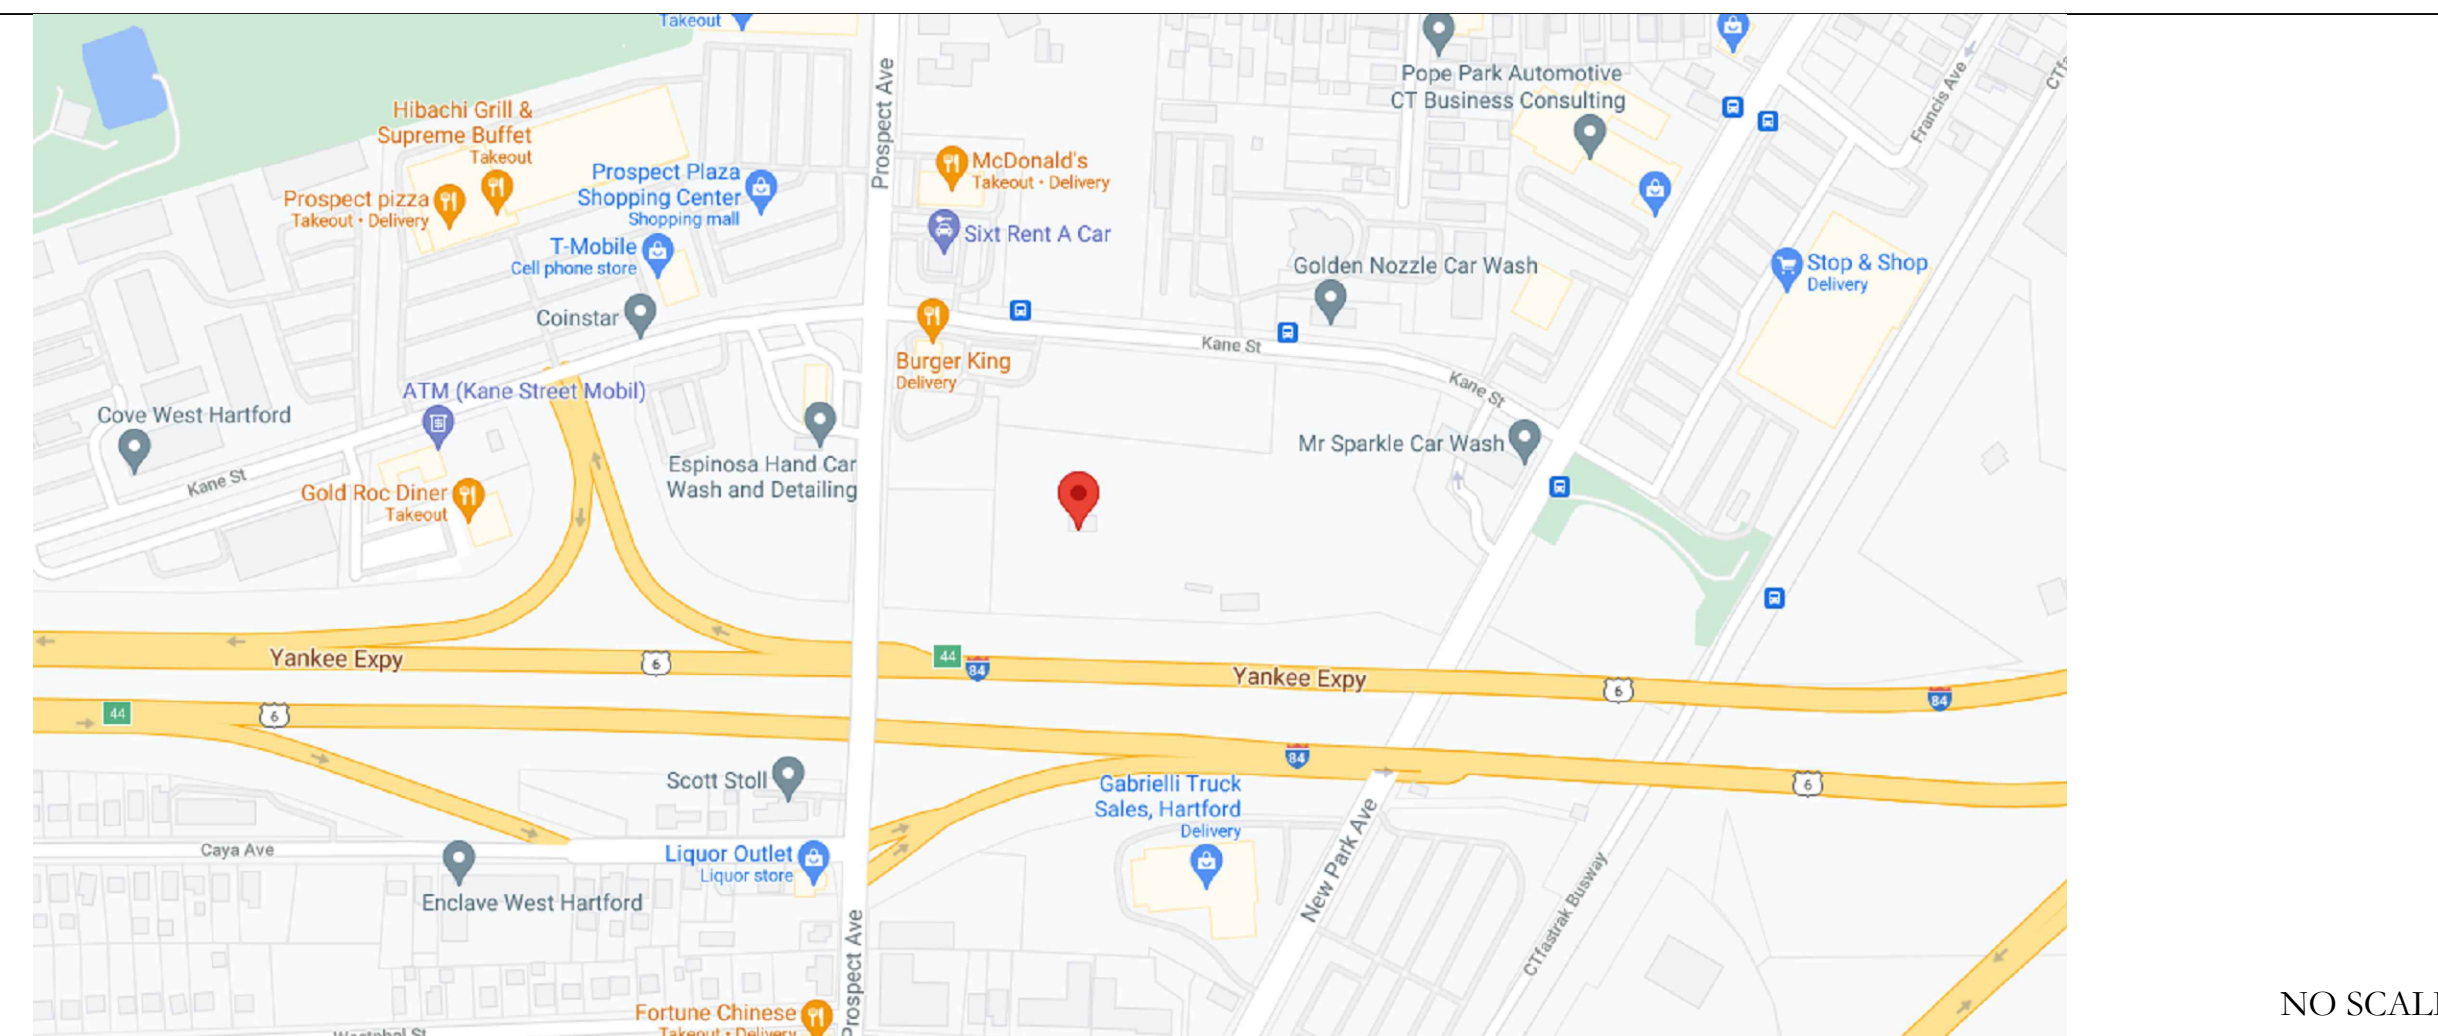 Takeout
Prospect Ave
Pope Park Automotive
CT Business Consulting
Francis Ave
Hibachi Grill &
Supreme Buffet
Takeout
Prospect pizza
Takeout • Delivery
Prospect Plaza
Shopping Center
Shopping mall
McDonald's
Takeout • Delivery
T-Mobile
Cell phone store
Sixt Rent A Car
Golden Nozzle Car Wash
Stop & Shop
Delivery
Coinstar
Burger King
Delivery
Kane St
Kane St
ATM (Kane Street Mobil)
Cove West Hartford
Mr Sparkle Car Wash
Kane St
Gold Roc Diner
Takeout
Espinosa Hand Car
Wash and Detailing
Yankee Expy
6
44
84
Yankee Expy
6
84
44
6
84
6
Scott Stoll
Gabrielli Truck
Sales, Hartford
Delivery
New Park Ave
CTfastrak Busway
Caya Ave
Liquor Outlet
Liquor store
Enclave West Hartford
Prospect Ave
Fortune Chinese
Takeout • Delivery
NO SCAL